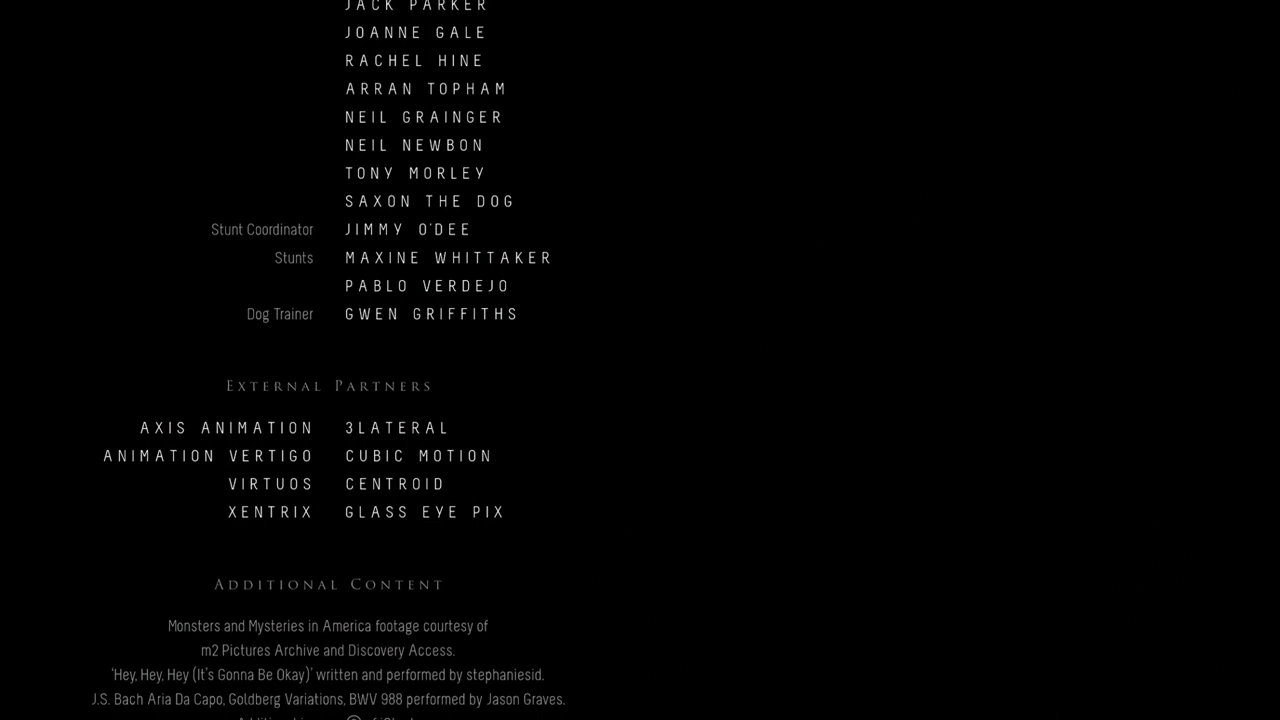 JACK PARKER
JOANNE GALE
RACHEL HINE
ARRAN TOPHAM
NEIL GRAINGER
NEIL NEWBON
TONY MORLEY
SAXON THE DOG
Stunt Coordinator JIMMY O'DEE
Stunts MAXINE WHITTAKER
PABLO VERDEJO
Dog Trainer GWEN GRIFFITHS
EXTERNAL PARTNERS
AXIS ANIMATION 3LATERAL
ANIMATION VERTIGO CUBIC MOTION
VIRTUOS CENTROID
XENTRIX GLASS EYE PIX
ADDITIONAL CONTENT
Monsters and Mysteries in America footage courtesy of
m2 Pictures Archive and Discovery Access.
'Hey, Hey, Hey (It's Gonna Be Okay)' written and performed by stephaniesid.
J.S. Bach Aria Da Capo, Goldberg Variations, BWV 988 performed by Jason Graves.